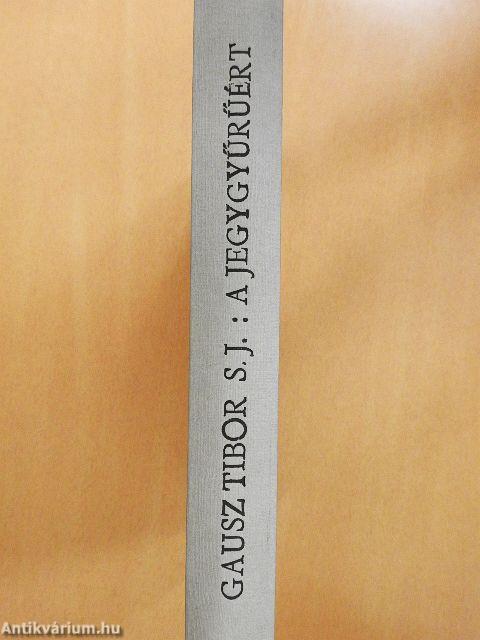 GAUSZ TIBOR S. J. : A JEGYGYŰRŰÉRT
Antikvárium.hu